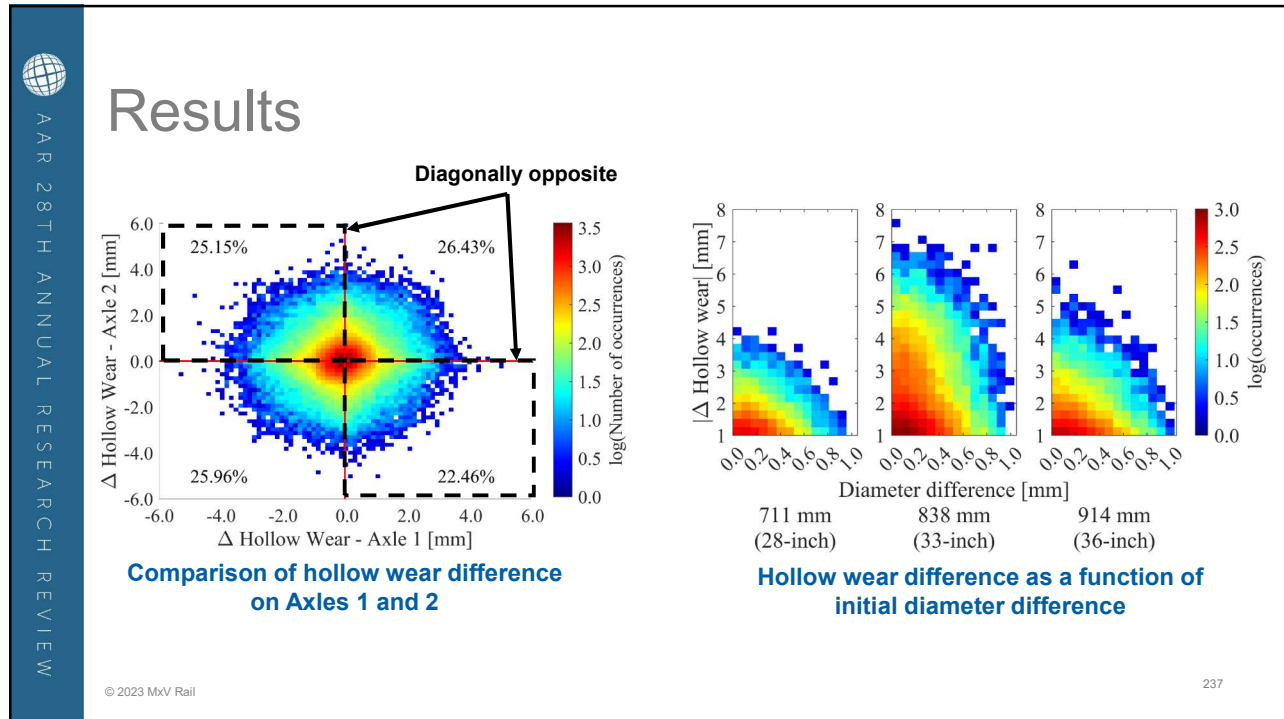 AAR 28TH ANNUAL RESEARCH REVIEW
Results
Diagonally opposite
6.0
4.0
2.0
0.0
-2.0
-4.0
-6.0
Δ Hollow Wear - Axle 2 [mm]
25.15%
26.43%
25.96%
22.46%
-6.0 -4.0 -2.0 0.0 2.0 4.0 6.0
Δ Hollow Wear - Axle 1 [mm]
3.5
3.0
2.5
2.0
1.5
1.0
0.5
0.0
log(Number of occurrences)
Comparison of hollow wear difference
on Axles 1 and 2
8
7
6
5
4
3
2
1
|Δ Hollow wear| [mm]
0.0 0.2 0.4 0.6 0.8 1.0
0.0 0.2 0.4 0.6 0.8 1.0
0.0 0.2 0.4 0.6 0.8 1.0
Diameter difference [mm]
711 mm
(28-inch)
838 mm
(33-inch)
914 mm
(36-inch)
3.0
2.5
2.0
1.5
1.0
0.5
0.0
log(occurrences)
Hollow wear difference as a function of
initial diameter difference
© 2023 MxV Rail
237